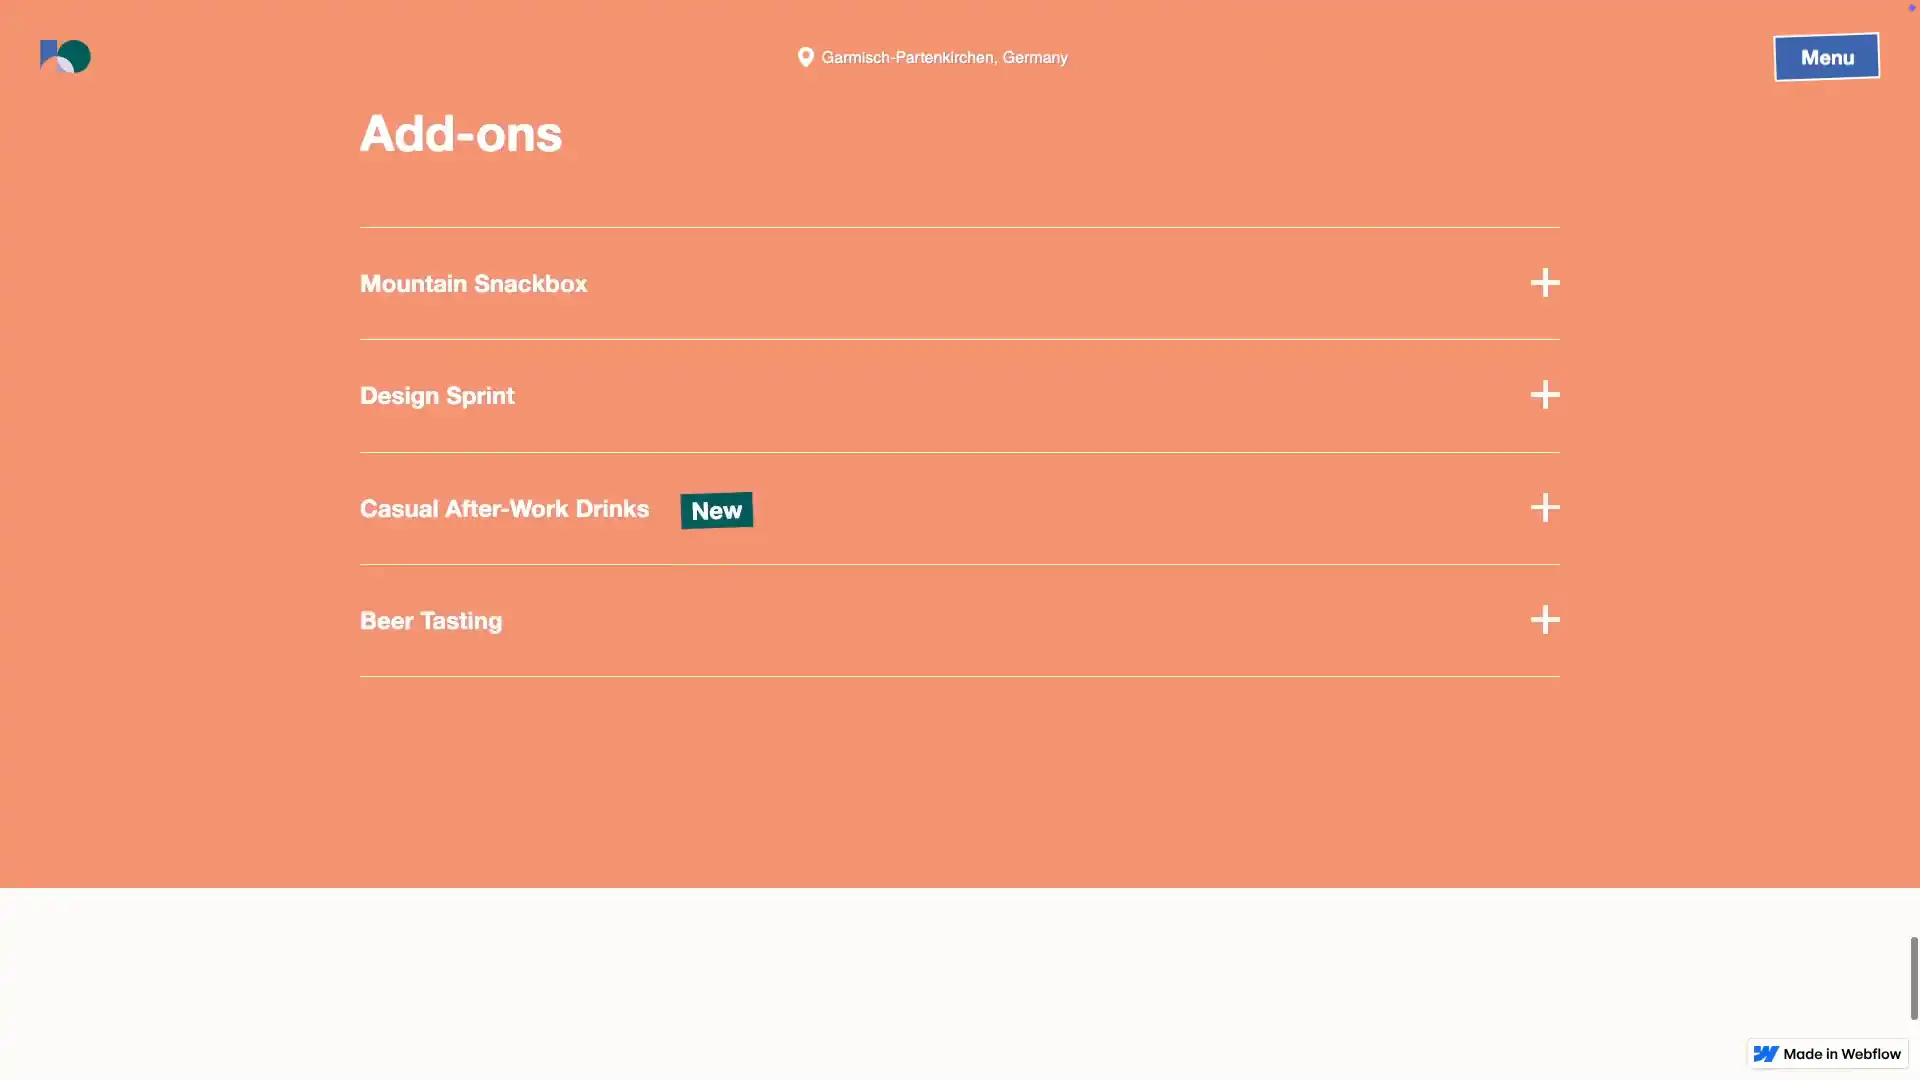 Garmisch-Partenkirchen, Germany
Menu
Add-ons
Mountain Snackbox
Design Sprint
Casual After-Work Drinks New
Beer Tasting
Made in Webflow